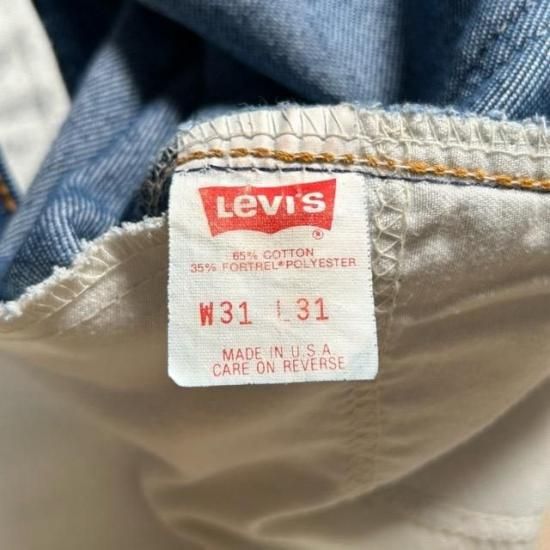 Levi's
®
65% COTTON
35% FORTREL® POLYESTER
W31 L31
MADE IN U.S.A
CARE ON REVERSE